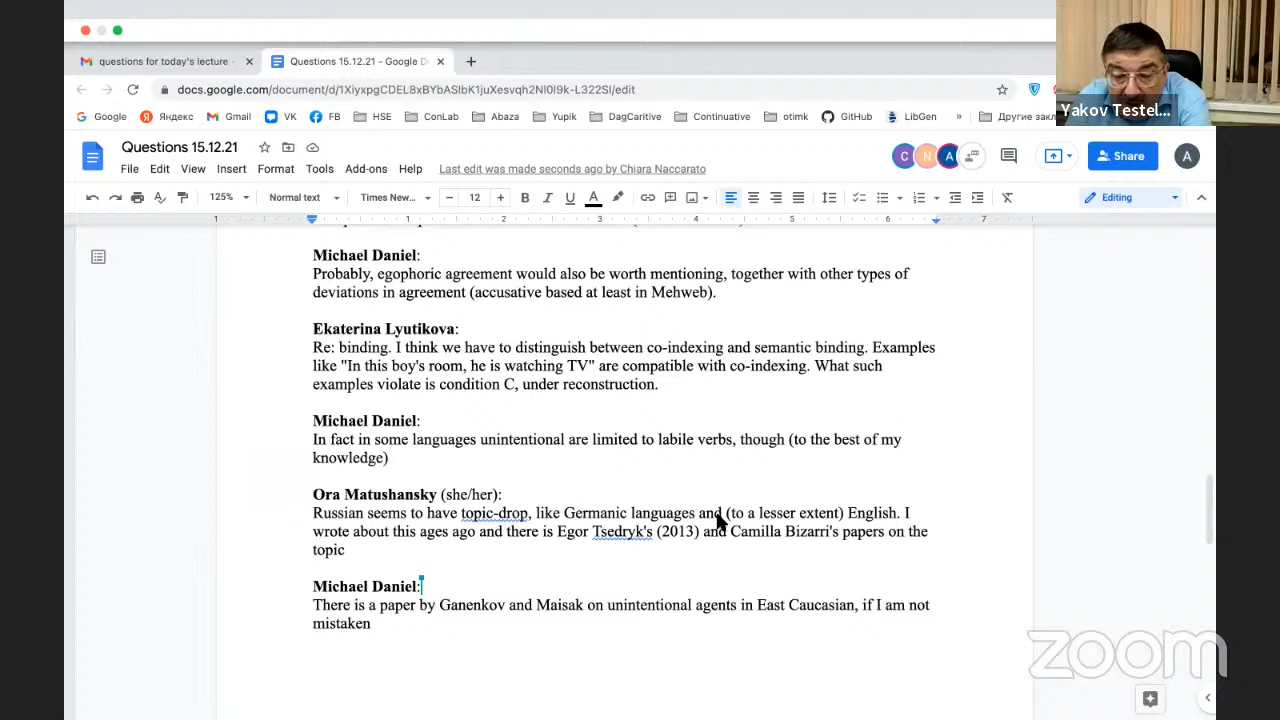 questions for today's lecture
Questions 15.12.21 - Google D
docs.google.com/document/d/1XiyxpgCDEL8xBYbASIbK1juXesvqh2NI0I9k-L322SI/edit
Yakov Testel...
Google Яндекс Gmail VK FB HSE ConLab Abaza Yupik DagCaritive Continuative otimk GitHub LibGen » Другие закл
Questions 15.12.21
C N A Share A
File Edit View Insert Format Tools Add-ons Help Last edit was made seconds ago by Chiara Naccarato
125% Normal text Times New... 12 B I U A Editing
1 1 2 3 4 5 6 7
Michael Daniel:
Probably, egophoric agreement would also be worth mentioning, together with other types of
deviations in agreement (accusative based at least in Mehweb).
Ekaterina Lyutikova:
Re: binding. I think we have to distinguish between co-indexing and semantic binding. Examples
like "In this boy's room, he is watching TV" are compatible with co-indexing. What such
examples violate is condition C, under reconstruction.
Michael Daniel:
In fact in some languages unintentional are limited to labile verbs, though (to the best of my
knowledge)
Ora Matushansky (she/her):
Russian seems to have topic-drop, like Germanic languages and (to a lesser extent) English. I
wrote about this ages ago and there is Egor Tsedryk's (2013) and Camilla Bizarri's papers on the
topic
Michael Daniel:
There is a paper by Ganenkov and Maisak on unintentional agents in East Caucasian, if I am not
mistaken
zoom